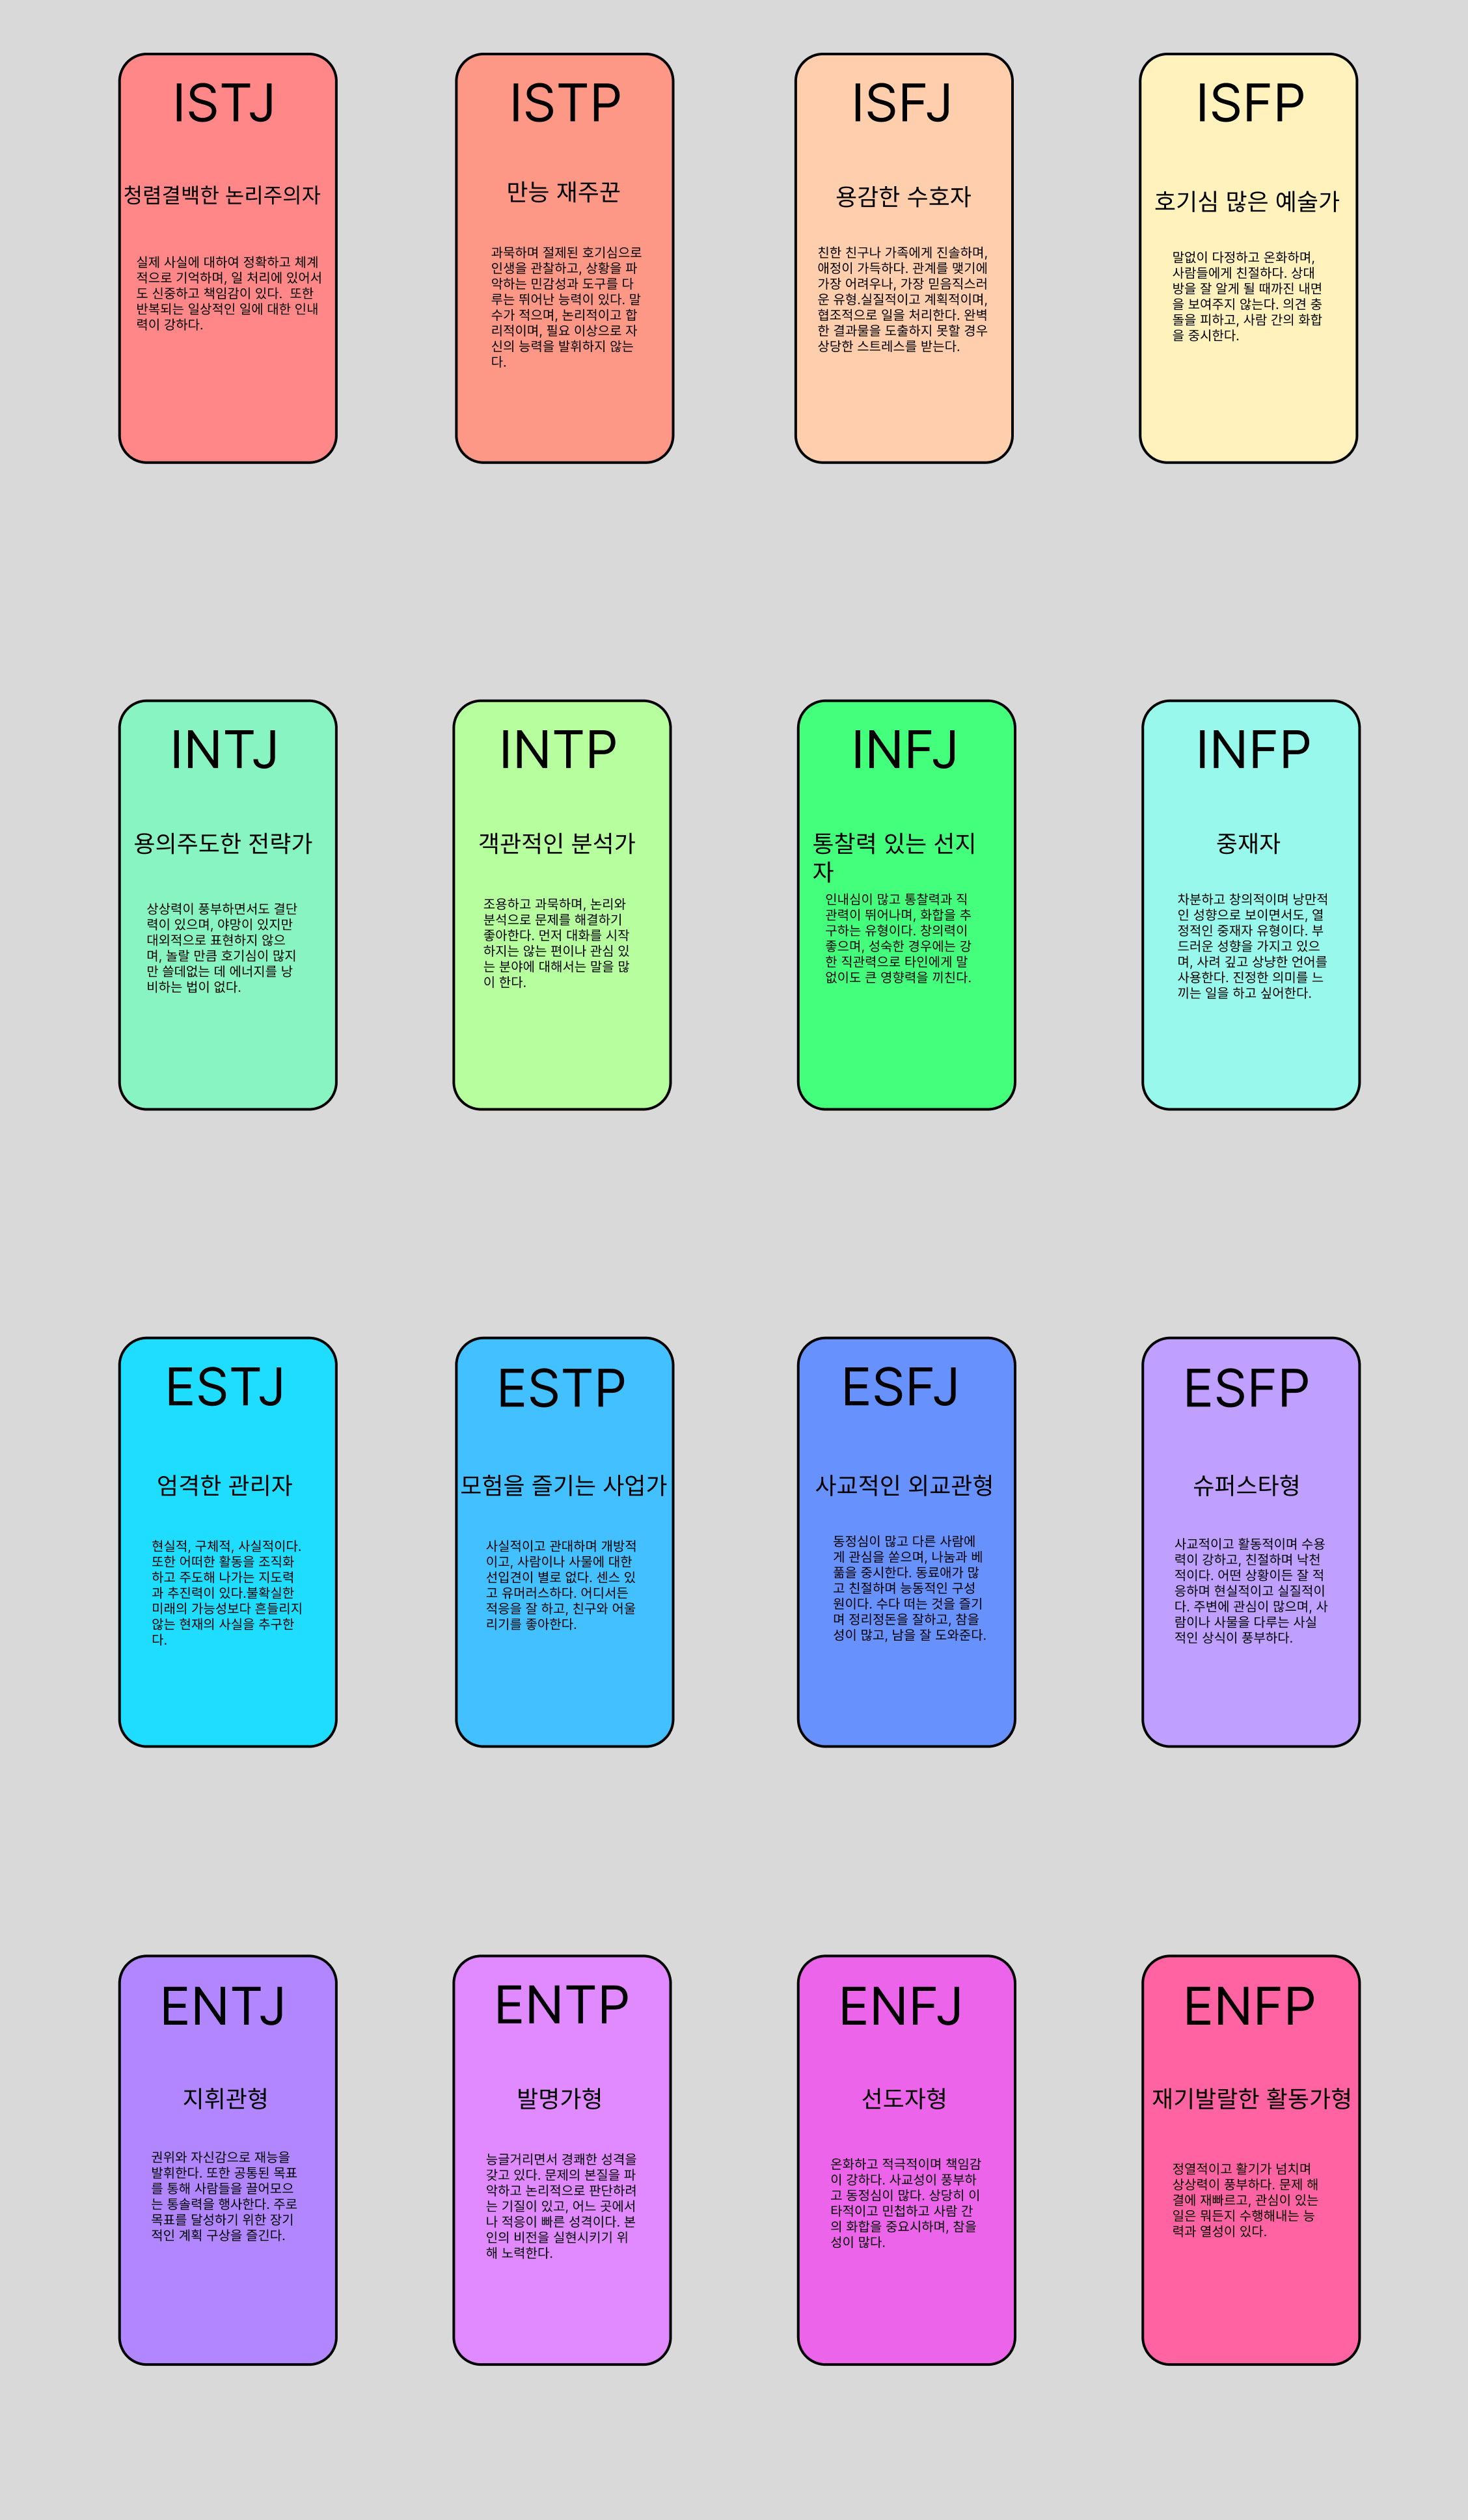 ISTJ
청렴결백한 논리주의자
실제 사실에 대하여 정확하고 체계
적으로 기억하며, 일 처리에 있어서
도 신중하고 책임감이 있다.  또한
반복되는 일상적인 일에 대한 인내
력이 강하다.
ISTP
만능 재주꾼
과묵하며 절제된 호기심으로
인생을 관찰하고, 상황을 파
악하는 민감성과 도구를 다
루는 뛰어난 능력이 있다. 말
수가 적으며, 논리적이고 합
리적이며, 필요 이상으로 자
신의 능력을 발휘하지 않는
다.
ISFJ
용감한 수호자
친한 친구나 가족에게 진솔하며,
애정이 가득하다. 관계를 맺기에
가장 어려우나, 가장 믿음직스러
운 유형.실질적이고 계획적이며,
협조적으로 일을 처리한다. 완벽
한 결과물을 도출하지 못할 경우
상당한 스트레스를 받는다.
ISFP
호기심 많은 예술가
말없이 다정하고 온화하며,
사람들에게 친절하다. 상대
방을 잘 알게 될 때까진 내면
을 보여주지 않는다. 의견 충
돌을 피하고, 사람 간의 화합
을 중시한다.
INTJ
용의주도한 전략가
상상력이 풍부하면서도 결단
력이 있으며, 야망이 있지만
대외적으로 표현하지 않으
며, 놀랄 만큼 호기심이 많지
만 쓸데없는 데 에너지를 낭
비하는 법이 없다.
INTP
객관적인 분석가
조용하고 과묵하며, 논리와
분석으로 문제를 해결하기
좋아한다. 먼저 대화를 시작
하지는 않는 편이나 관심 있
는 분야에 대해서는 말을 많
이 한다.
INFJ
통찰력 있는 선지
자
인내심이 많고 통찰력과 직
관력이 뛰어나며, 화합을 추
구하는 유형이다. 창의력이
좋으며, 성숙한 경우에는 강
한 직관력으로 타인에게 말
없이도 큰 영향력을 끼친다.
INFP
중재자
차분하고 창의적이며 낭만적
인 성향으로 보이면서도, 열
정적인 중재자 유형이다. 부
드러운 성향을 가지고 있으
며, 사려 깊고 상냥한 언어를
사용한다. 진정한 의미를 느
끼는 일을 하고 싶어한다.
ESTJ
엄격한 관리자
현실적, 구체적, 사실적이다.
또한 어떠한 활동을 조직화
하고 주도해 나가는 지도력
과 추진력이 있다.불확실한
미래의 가능성보다 흔들리지
않는 현재의 사실을 추구한
다.
ESTP
모험을 즐기는 사업가
사실적이고 관대하며 개방적
이고, 사람이나 사물에 대한
선입견이 별로 없다. 센스 있
고 유머러스하다. 어디서든
적응을 잘 하고, 친구와 어울
리기를 좋아한다.
ESFJ
사교적인 외교관형
동정심이 많고 다른 사람에
게 관심을 쏟으며, 나눔과 베
풂을 중시한다. 동료애가 많
고 친절하며 능동적인 구성
원이다. 수다 떠는 것을 즐기
며 정리정돈을 잘하고, 참을
성이 많고, 남을 잘 도와준다.
ESFP
슈퍼스타형
사교적이고 활동적이며 수용
력이 강하고, 친절하며 낙천
적이다. 어떤 상황이든 잘 적
응하며 현실적이고 실질적이
다. 주변에 관심이 많으며, 사
람이나 사물을 다루는 사실
적인 상식이 풍부하다.
ENTJ
지휘관형
권위와 자신감으로 재능을
발휘한다. 또한 공통된 목표
를 통해 사람들을 끌어모으
는 통솔력을 행사한다. 주로
목표를 달성하기 위한 장기
적인 계획 구상을 즐긴다.
ENTP
발명가형
능글거리면서 경쾌한 성격을
갖고 있다. 문제의 본질을 파
악하고 논리적으로 판단하려
는 기질이 있고, 어느 곳에서
나 적응이 빠른 성격이다. 본
인의 비전을 실현시키기 위
해 노력한다.
ENFJ
선도자형
온화하고 적극적이며 책임감
이 강하다. 사교성이 풍부하
고 동정심이 많다. 상당히 이
타적이고 민첩하고 사람 간
의 화합을 중요시하며, 참을
성이 많다.
ENFP
재기발랄한 활동가형
정열적이고 활기가 넘치며
상상력이 풍부하다. 문제 해
결에 재빠르고, 관심이 있는
일은 뭐든지 수행해내는 능
력과 열성이 있다.